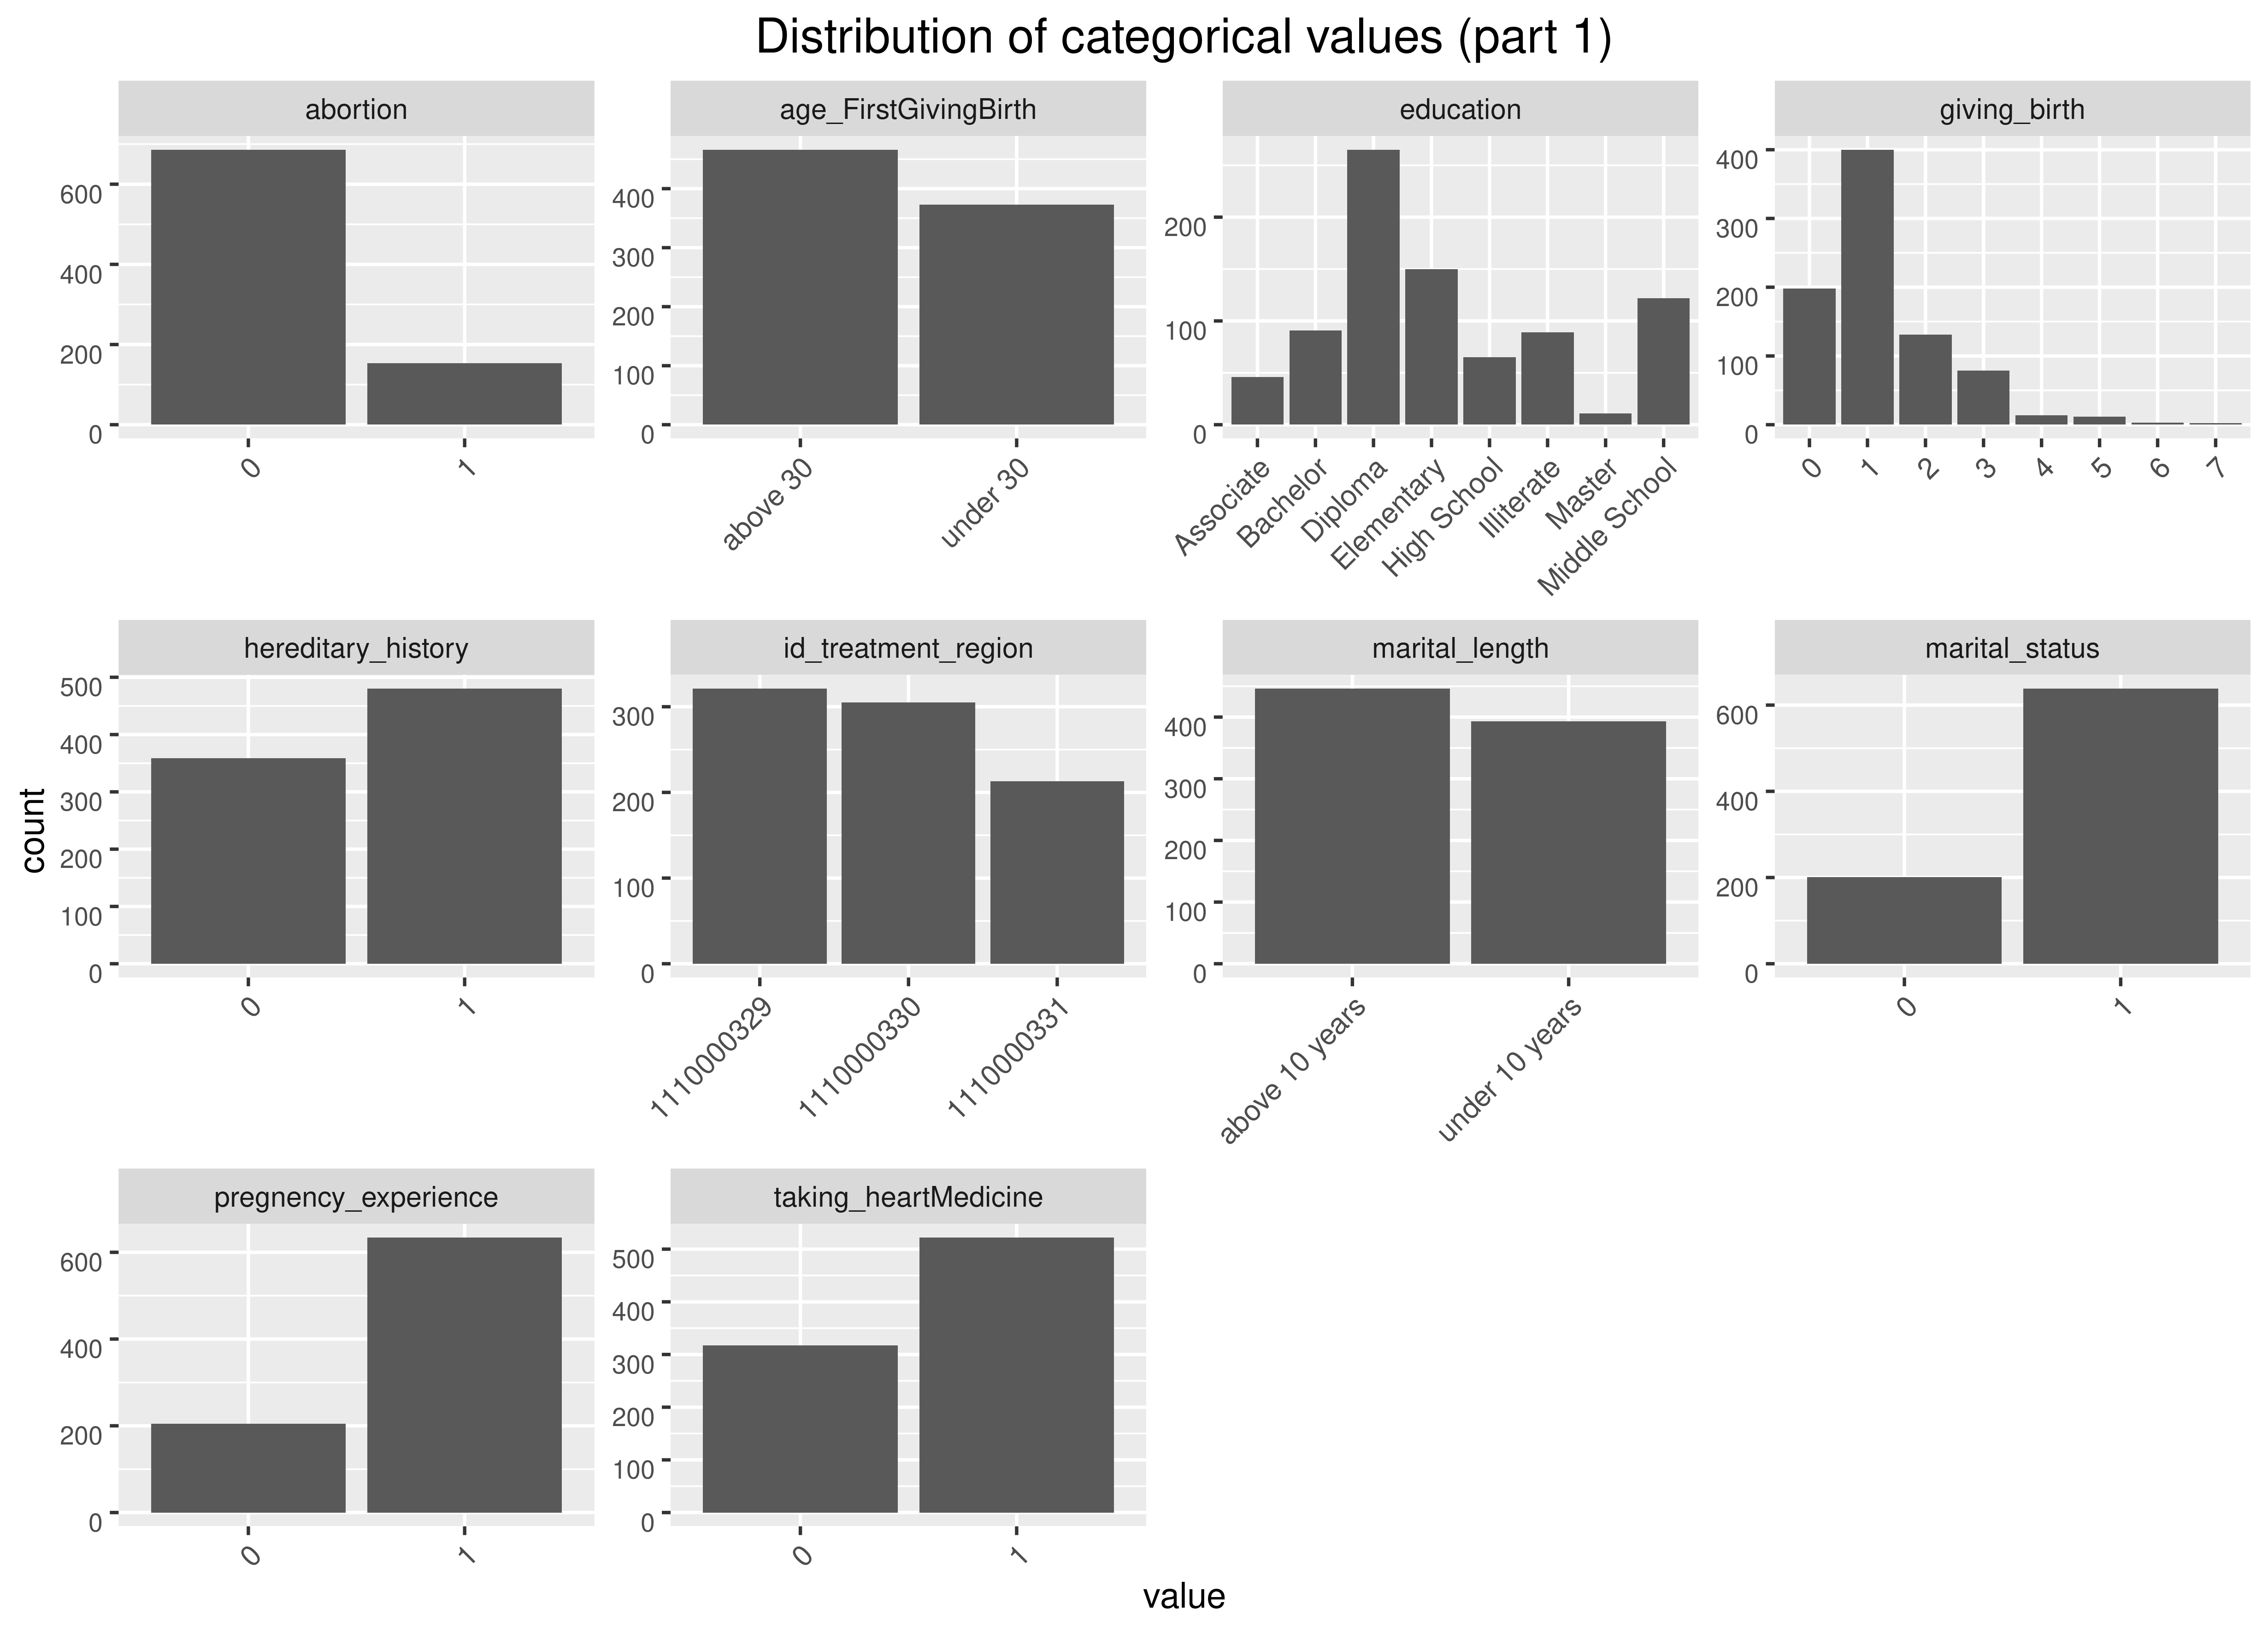 Distribution of categorical values (part 1)
abortion
600
400
200
0
0
1
age_FirstGivingBirth
400
300
200
100
0
above 30
under 30
education
200
100
0
Associate
Bachelor
Diploma
Elementary
High School
Illiterate
Master
Middle School
giving_birth
400
300
200
100
0
0
1
2
3
4
5
6
7
count
hereditary_history
500
400
300
200
100
0
0
1
id_treatment_region
300
200
100
0
1110000329
1110000330
1110000331
marital_length
400
300
200
100
0
above 10 years
under 10 years
marital_status
600
400
200
0
0
1
pregnency_experience
600
400
200
0
0
1
taking_heartMedicine
500
400
300
200
100
0
0
1
value